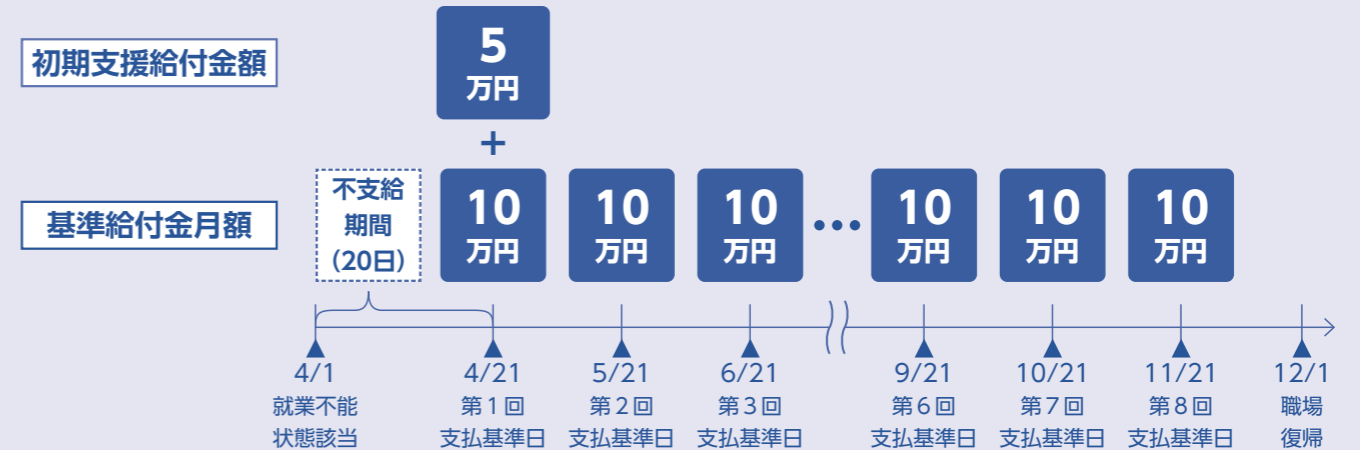 初期支援給付金額
5
万円
+
基準給付金月額
不支給
期間
（20日）
10
万円
10
万円
10
万円
•••
10
万円
10
万円
10
万円
4/1
就業不能
状態該当
4/21
第1回
支払基準日
5/21
第2回
支払基準日
6/21
第3回
支払基準日
9/21
第6回
支払基準日
10/21
第7回
支払基準日
11/21
第8回
支払基準日
12/1
職場
復帰